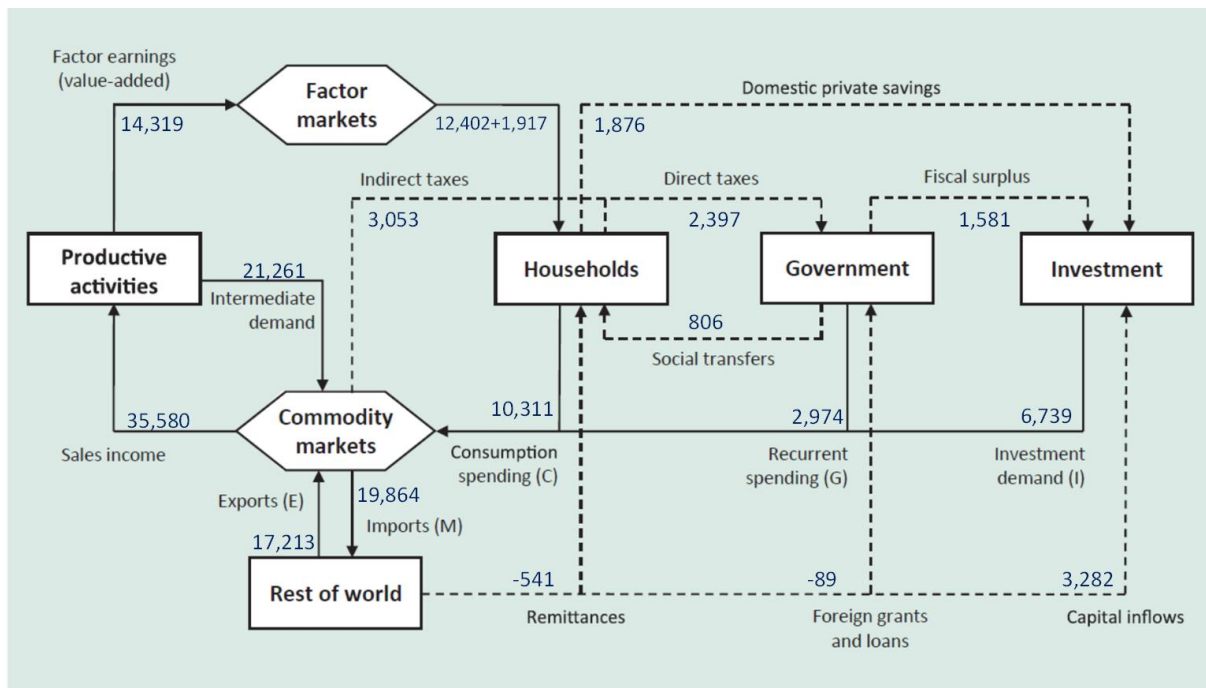 Factor earnings
(value-added)
Factor
markets
Domestic private savings
14,319
12,402+1,917
1,876
Indirect taxes
Direct taxes
Fiscal surplus
3,053
2,397
1,581
Productive
activities
Households
Government
Investment
21,261
Intermediate
demand
806
Social transfers
35,580
Commodity
markets
10,311
2,974
6,739
Sales income
Consumption
spending (C)
Recurrent
spending (G)
Investment
demand (I)
Exports (E)
19,864
Imports (M)
17,213
Rest of world
-541
-89
3,282
Remittances
Foreign grants
and loans
Capital inflows